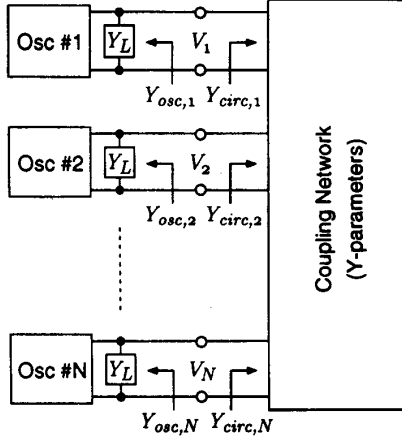 Osc #1
Y_L
V_1
Y_osc,1
Y_circ,1
Osc #2
Y_L
V_2
Y_osc,2
Y_circ,2
Osc #N
Y_L
V_N
Y_osc,N
Y_circ,N
Coupling Network
(Y-parameters)